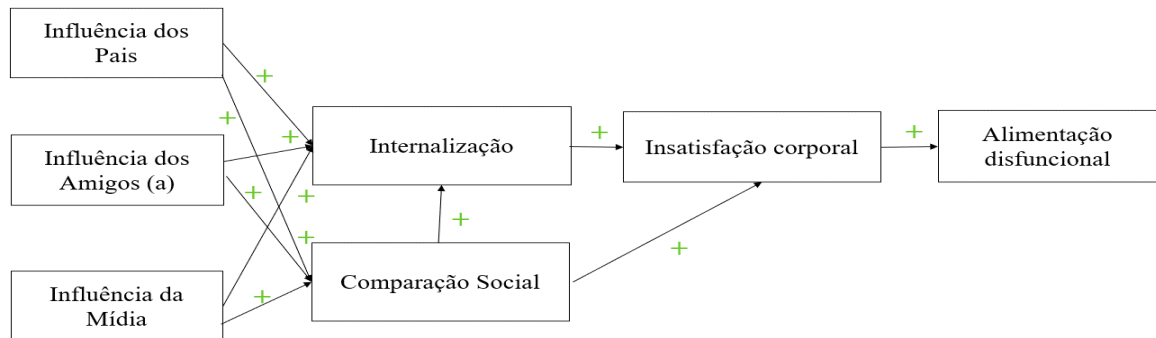 Influência dos
Pais
+
+
Influência dos
Amigos (a)
+
+
Influência da
Mídia
+
+
+
Internalização
+
Comparação Social
+
+
Insatisfação corporal
+
Alimentação
disfuncional